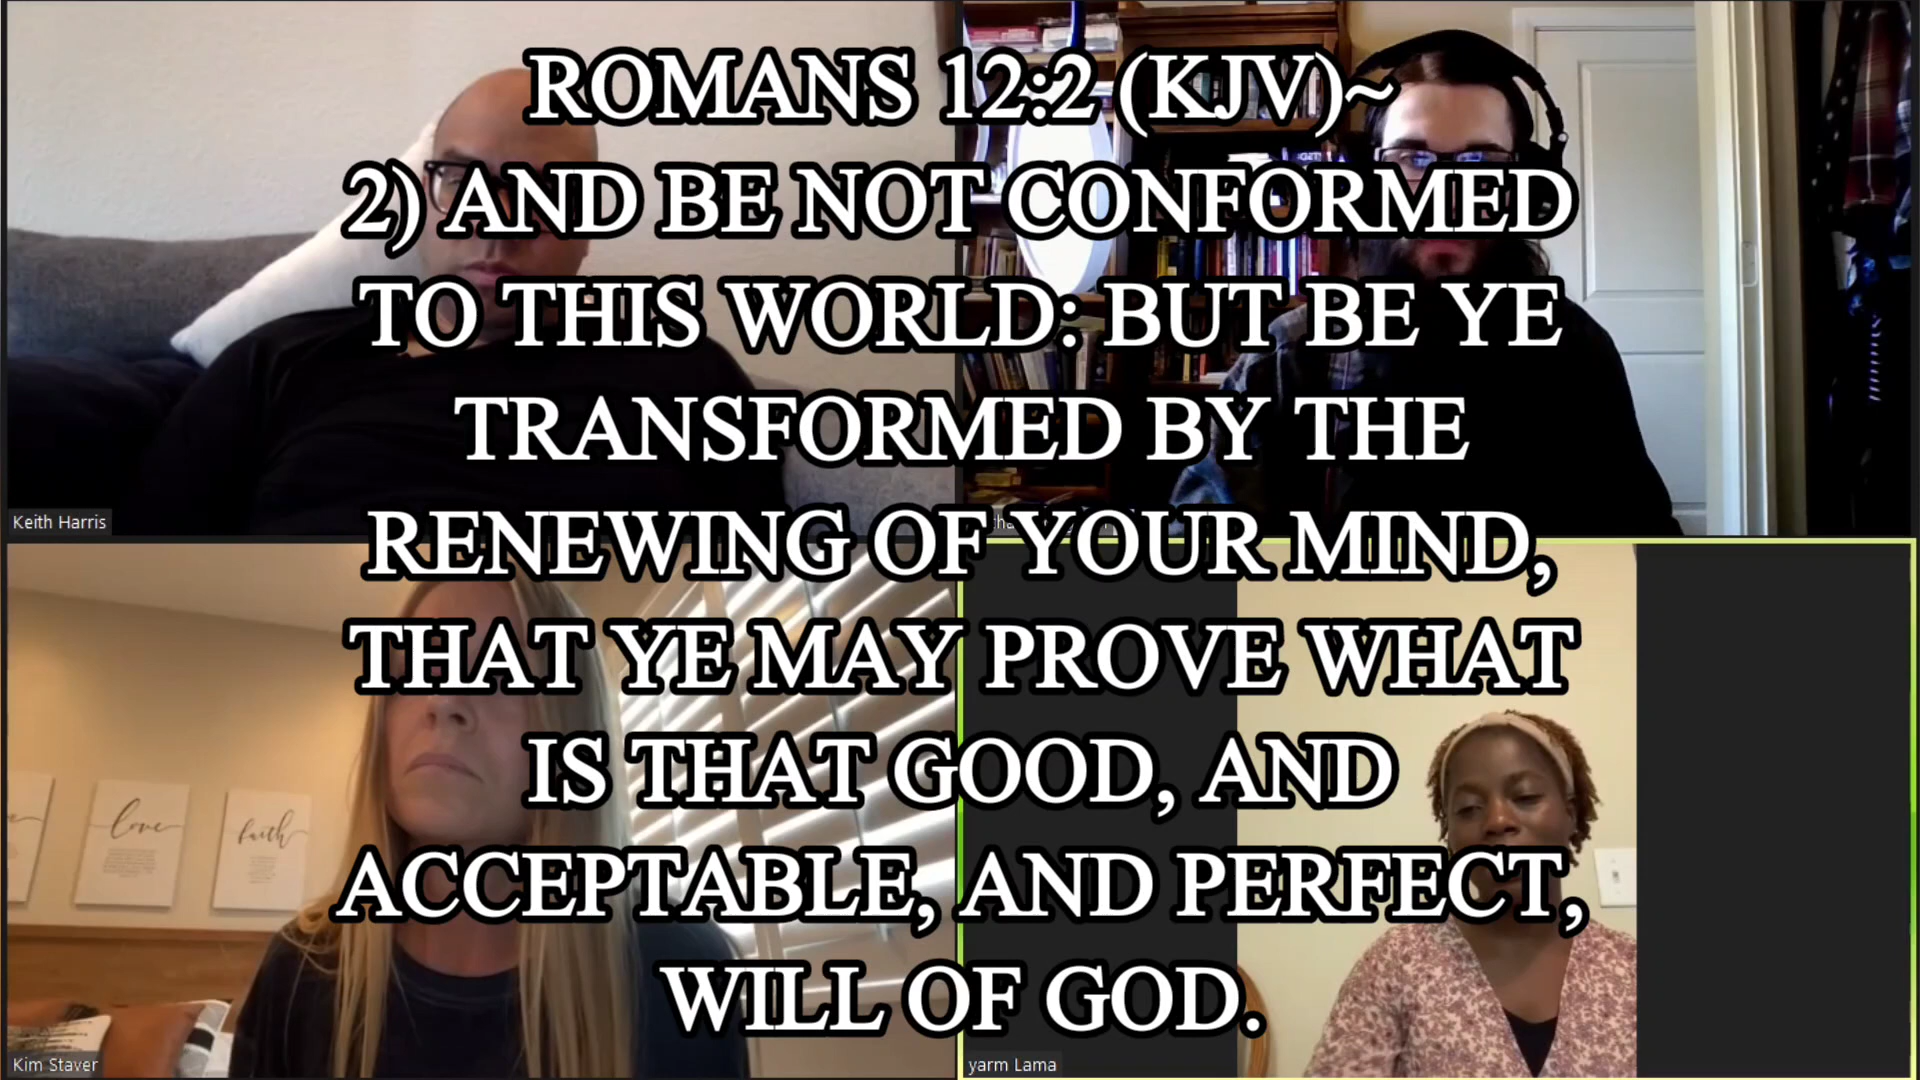 ROMANS 12:2 (KJV)~
2) AND BE NOT CONFORMED
TO THIS WORLD: BUT BE YE
TRANSFORMED BY THE
RENEWING OF YOUR MIND,
THAT YE MAY PROVE WHAT
IS THAT GOOD, AND
ACCEPTABLE, AND PERFECT,
WILL OF GOD.
Keith Harris
love
faith
Kim Staver
yarm Lama